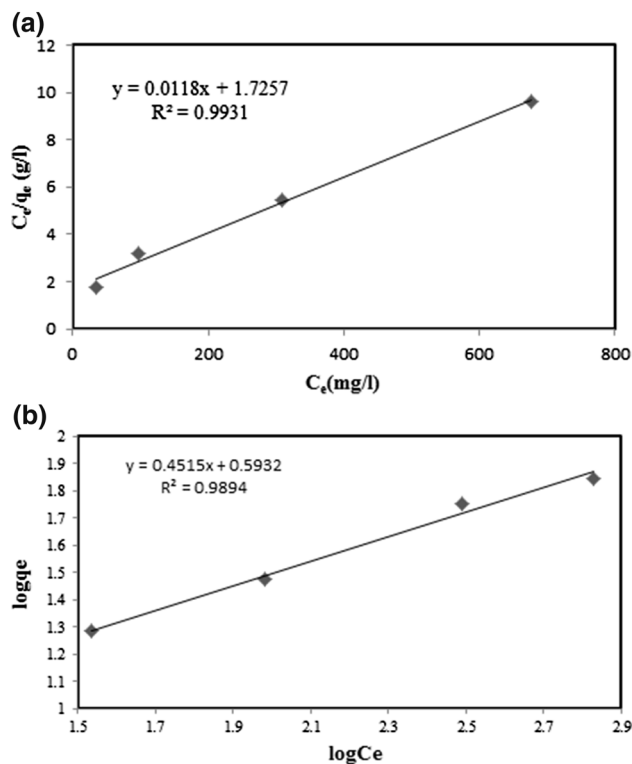 (a)
12
10
8
6
4
2
0
y = 0.0118x + 1.7257
R² = 0.9931
Cₑ/qₑ (g/l)
0 200 400 600 800
Cₑ(mg/l)
(b)
2
1.9
1.8
1.7
1.6
1.5
1.4
1.3
1.2
1.1
1
y = 0.4515x + 0.5932
R² = 0.9894
logqe
1.5 1.7 1.9 2.1 2.3 2.5 2.7 2.9
logCe